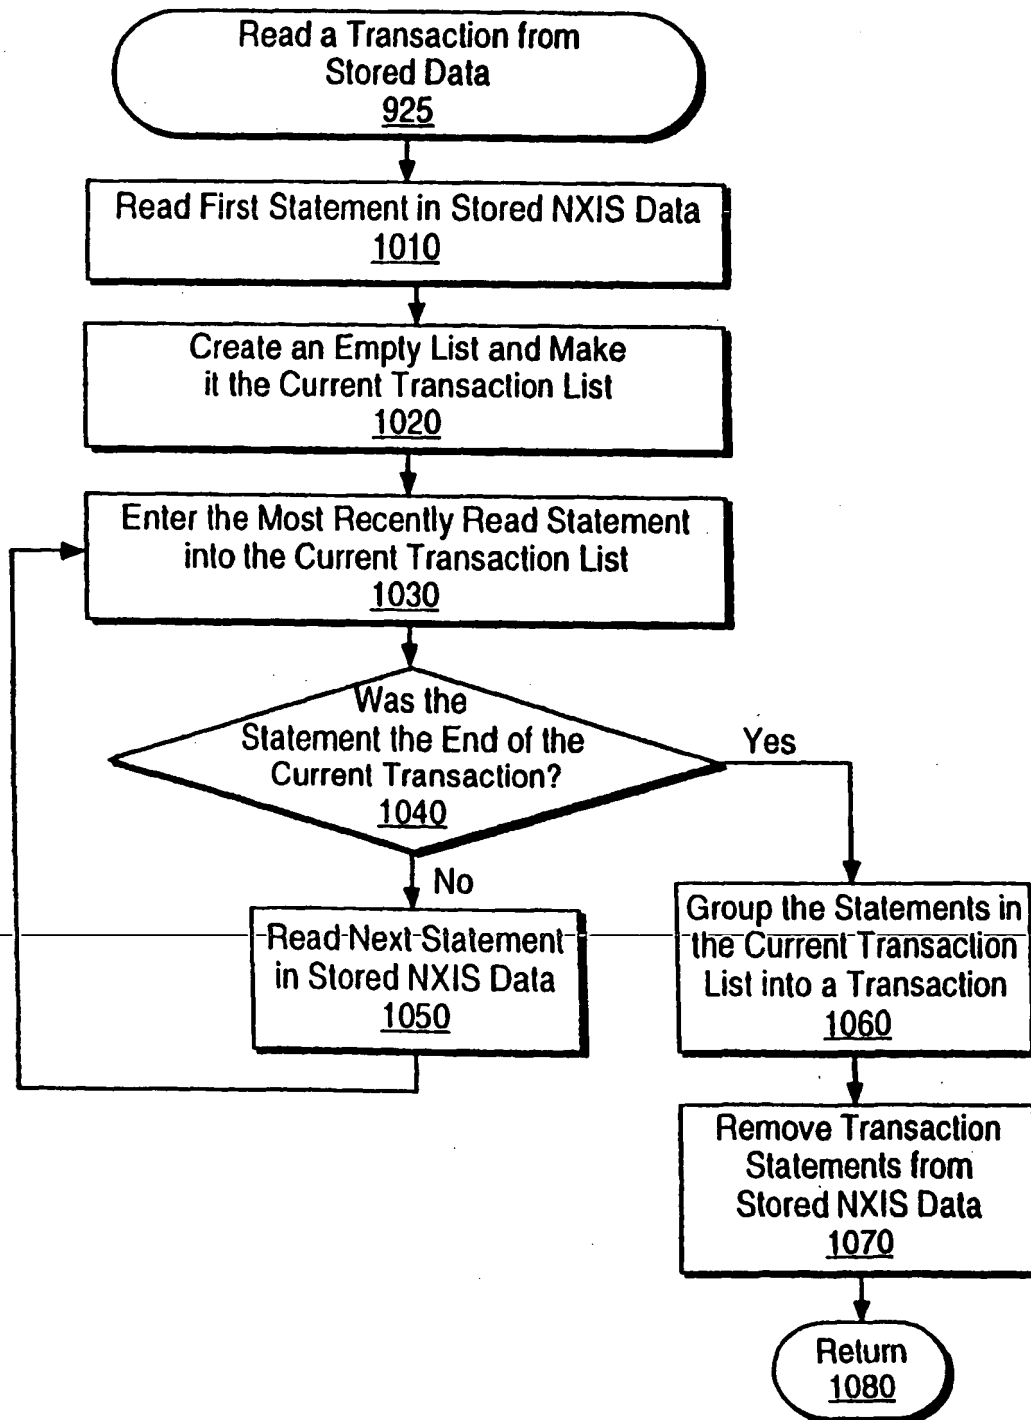 Read a Transaction from
Stored Data
925
Read First Statement in Stored NXIS Data
1010
Create an Empty List and Make
it the Current Transaction List
1020
Enter the Most Recently Read Statement
into the Current Transaction List
1030
Was the
Statement the End of the
Current Transaction?
1040
Yes
No
Read Next Statement
in Stored NXIS Data
1050
Group the Statements in
the Current Transaction
List into a Transaction
1060
Remove Transaction
Statements from
Stored NXIS Data
1070
Return
1080